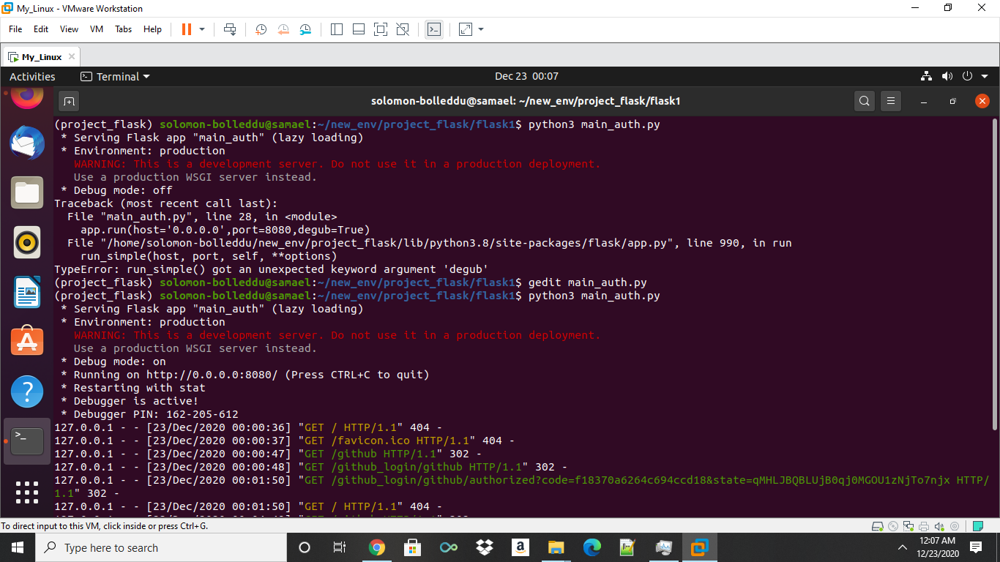 My_Linux - VMware Workstation
File Edit View VM Tabs Help
My_Linux
Activities Terminal Dec 23 00:07
solomon-bolleddu@samael: ~/new_env/project_flask/flask1
(project_flask) solomon-bolleddu@samael:~/new_env/project_flask/flask1$ python3 main_auth.py
* Serving Flask app "main_auth" (lazy loading)
* Environment: production
WARNING: This is a development server. Do not use it in a production deployment.
Use a production WSGI server instead.
* Debug mode: off
Traceback (most recent call last):
File "main_auth.py", line 28, in <module>
app.run(host='0.0.0.0',port=8080,degub=True)
File "/home/solomon-bolleddu/new_env/project_flask/lib/python3.8/site-packages/flask/app.py", line 990, in run
run_simple(host, port, self, **options)
TypeError: run_simple() got an unexpected keyword argument 'degub'
(project_flask) solomon-bolleddu@samael:~/new_env/project_flask/flask1$ gedit main_auth.py
(project_flask) solomon-bolleddu@samael:~/new_env/project_flask/flask1$ python3 main_auth.py
* Serving Flask app "main_auth" (lazy loading)
* Environment: production
WARNING: This is a development server. Do not use it in a production deployment.
Use a production WSGI server instead.
* Debug mode: on
* Running on http://0.0.0.0:8080/ (Press CTRL+C to quit)
* Restarting with stat
* Debugger is active!
* Debugger PIN: 162-205-612
127.0.0.1 - - [23/Dec/2020 00:00:36] "GET / HTTP/1.1" 404 -
127.0.0.1 - - [23/Dec/2020 00:00:37] "GET /favicon.ico HTTP/1.1" 404 -
127.0.0.1 - - [23/Dec/2020 00:00:47] "GET /github HTTP/1.1" 302 -
127.0.0.1 - - [23/Dec/2020 00:00:48] "GET /github_login/github HTTP/1.1" 302 -
127.0.0.1 - - [23/Dec/2020 00:01:50] "GET /github_login/github/authorized?code=f18370a6264c694ccd18&state=qMHLJBQBLUjB0qj0MGOU1zNjTo7njx HTTP/
1.1" 302 -
127.0.0.1 - - [23/Dec/2020 00:01:50] "GET / HTTP/1.1" 404 -
To direct input to this VM, click inside or press Ctrl+G.
Type here to search
12:07 AM
12/23/2020